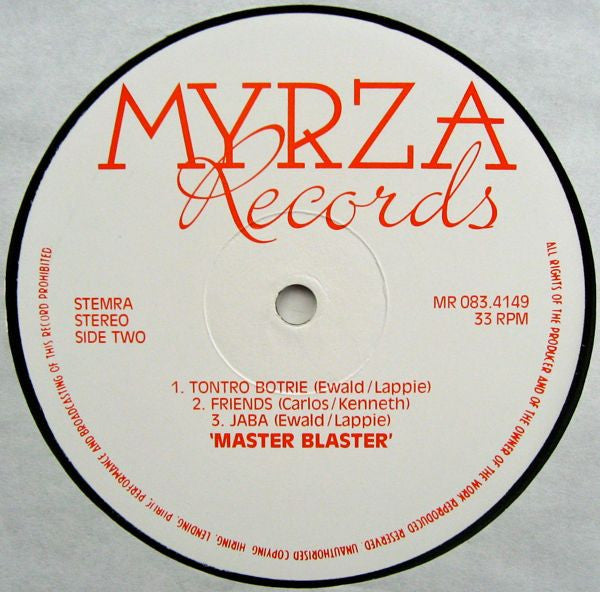 MYRZA
Records
STEMRA
STEREO
SIDE TWO
MR 083.4149
33 RPM
1. TONTRO BOTRIE (Ewald/Lappie)
2. FRIENDS (Carlos/Kenneth)
3. JABA (Ewald/Lappie)
'MASTER BLASTER'
ALL RIGHTS OF THE PRODUCER AND OF THE OWNER OF THE WORK REPRODUCED RESERVED. UNAUTHORISED COPYING, HIRING, LENDING, PUBLIC PERFORMANCE AND BROADCASTING OF THIS RECORD PROHIBITED